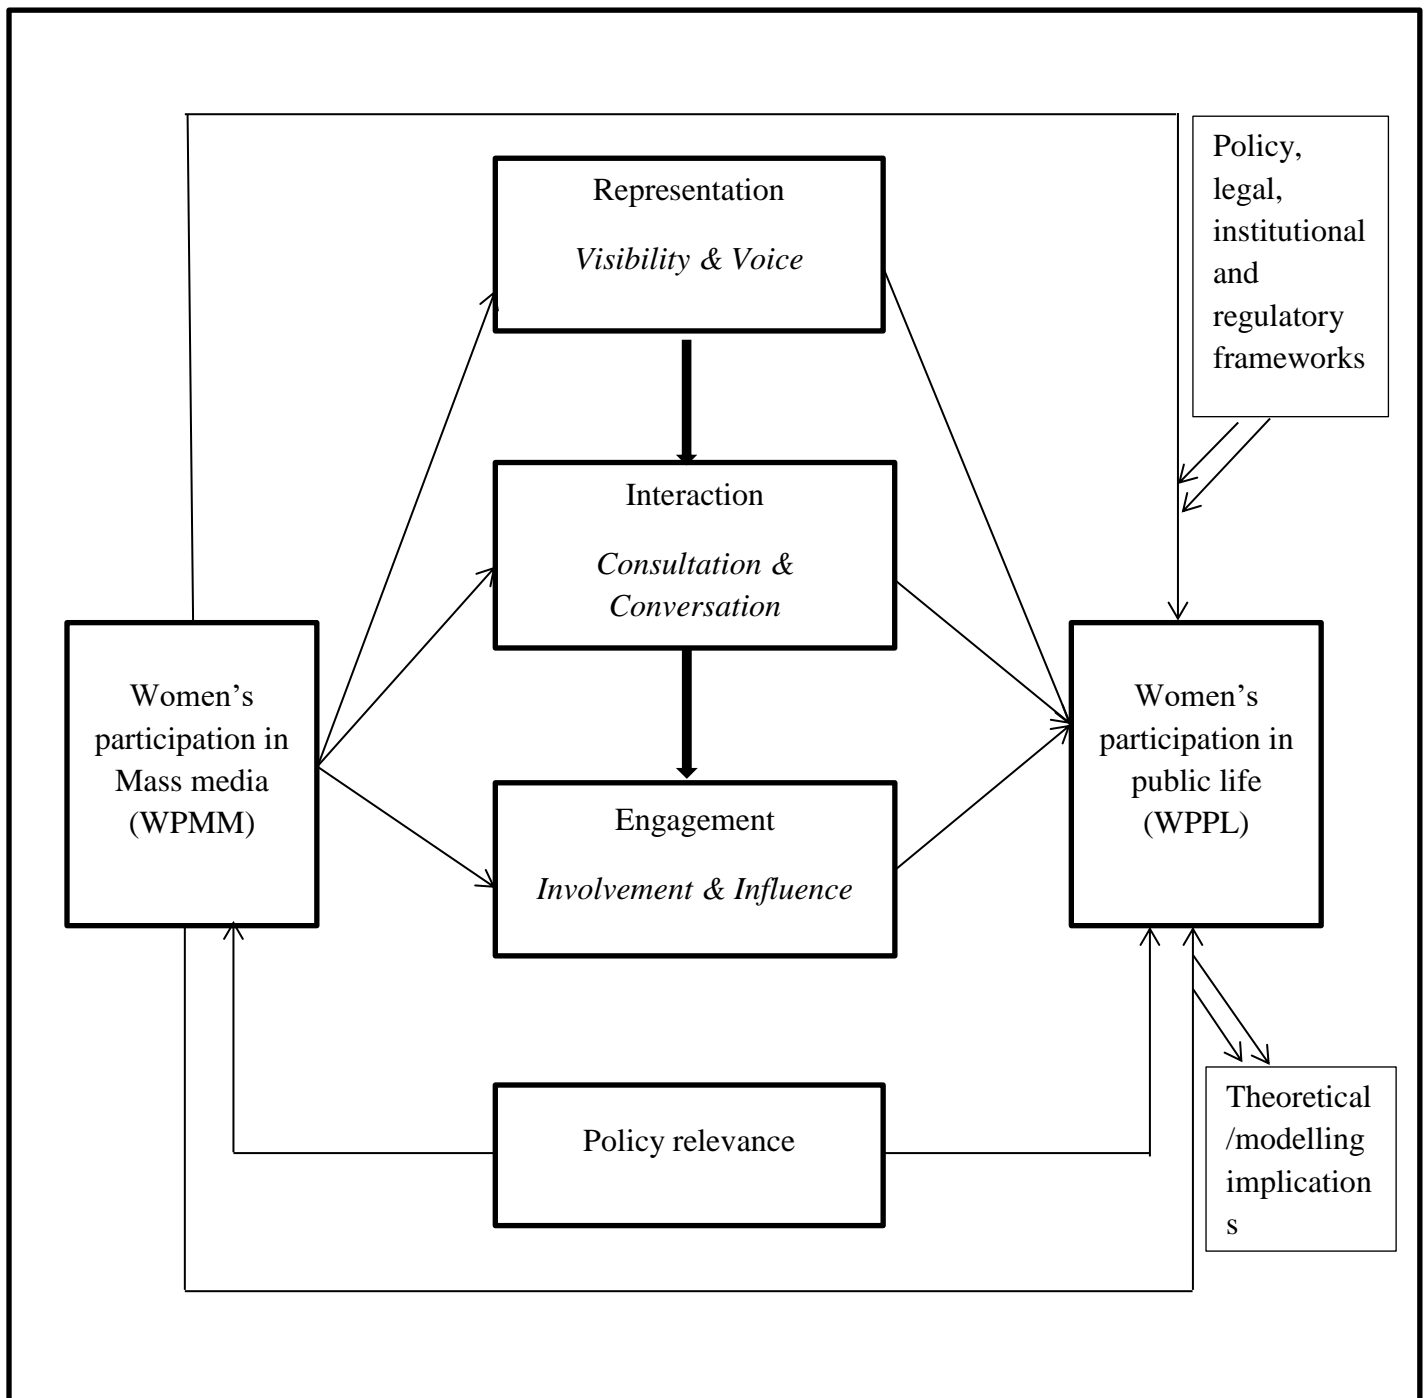 Policy,
legal,
institutional
and
regulatory
frameworks
Representation
Visibility & Voice
Interaction
Consultation &
Conversation
Women’s
participation in
Mass media
(WPMM)
Women’s
participation in
public life
(WPPL)
Engagement
Involvement & Influence
Policy relevance
Theoretical
/modelling
implication
s